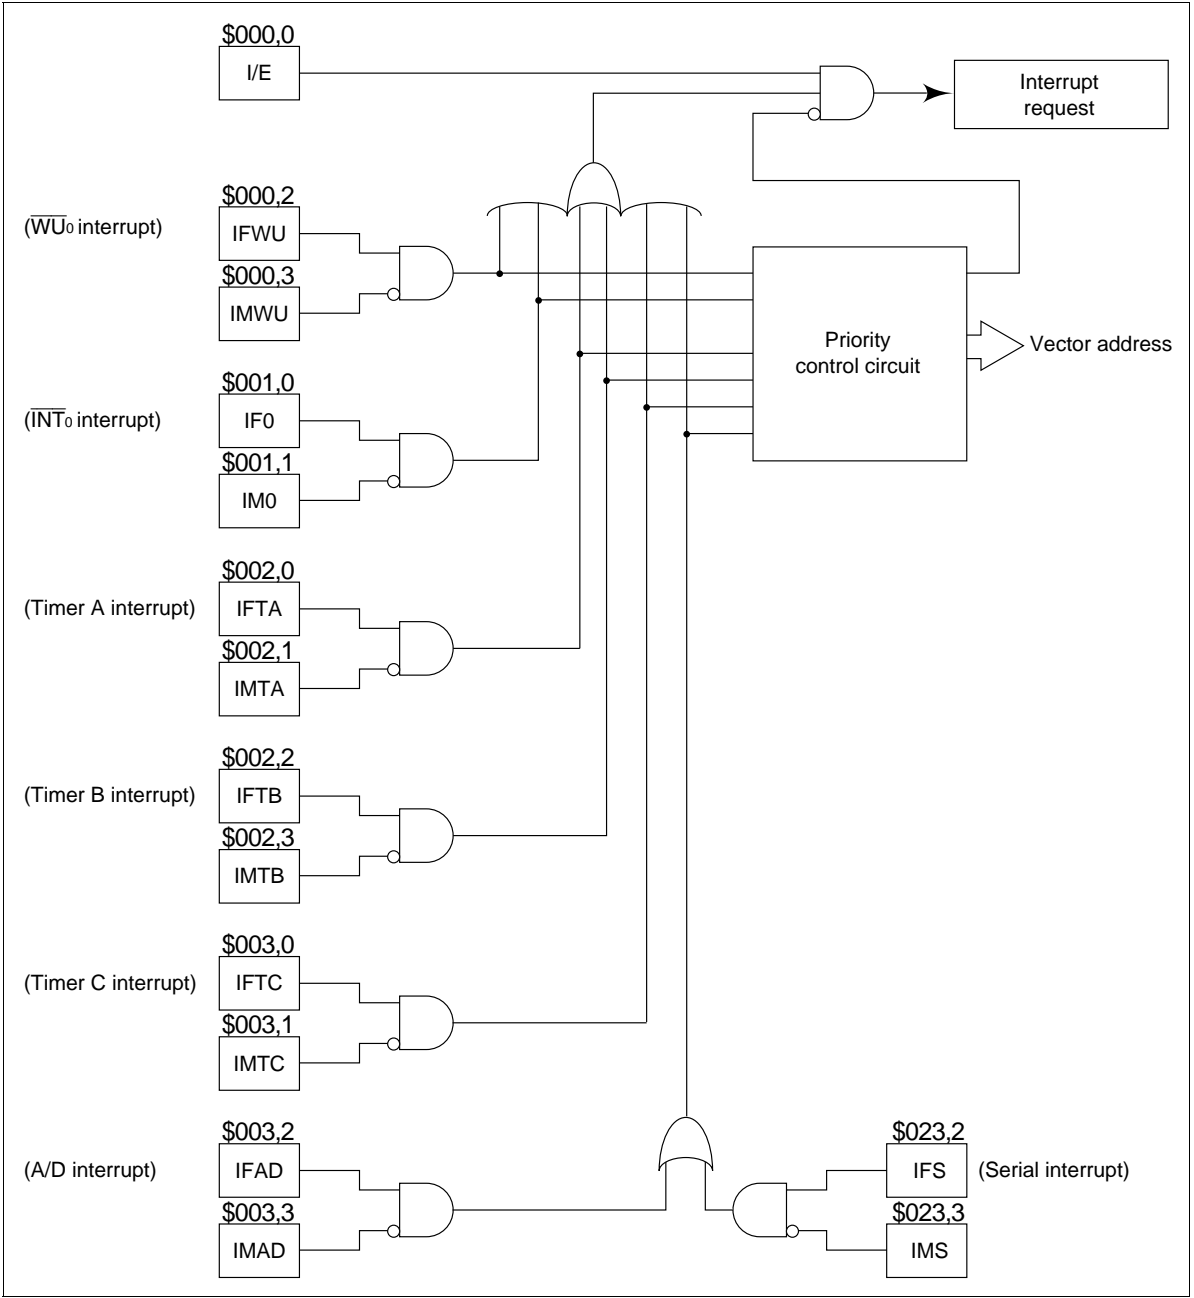 $000,0
I/E
Interrupt
request
$000,2
(W̅U̅0 interrupt)
IFWU
$000,3
IMWU
Priority
control circuit
Vector address
$001,0
(I̅N̅T̅0 interrupt)
IF0
$001,1
IM0
$002,0
(Timer A interrupt)
IFTA
$002,1
IMTA
$002,2
(Timer B interrupt)
IFTB
$002,3
IMTB
$003,0
(Timer C interrupt)
IFTC
$003,1
IMTC
$003,2
(A/D interrupt)
IFAD
$003,3
IMAD
$023,2
IFS
(Serial interrupt)
$023,3
IMS